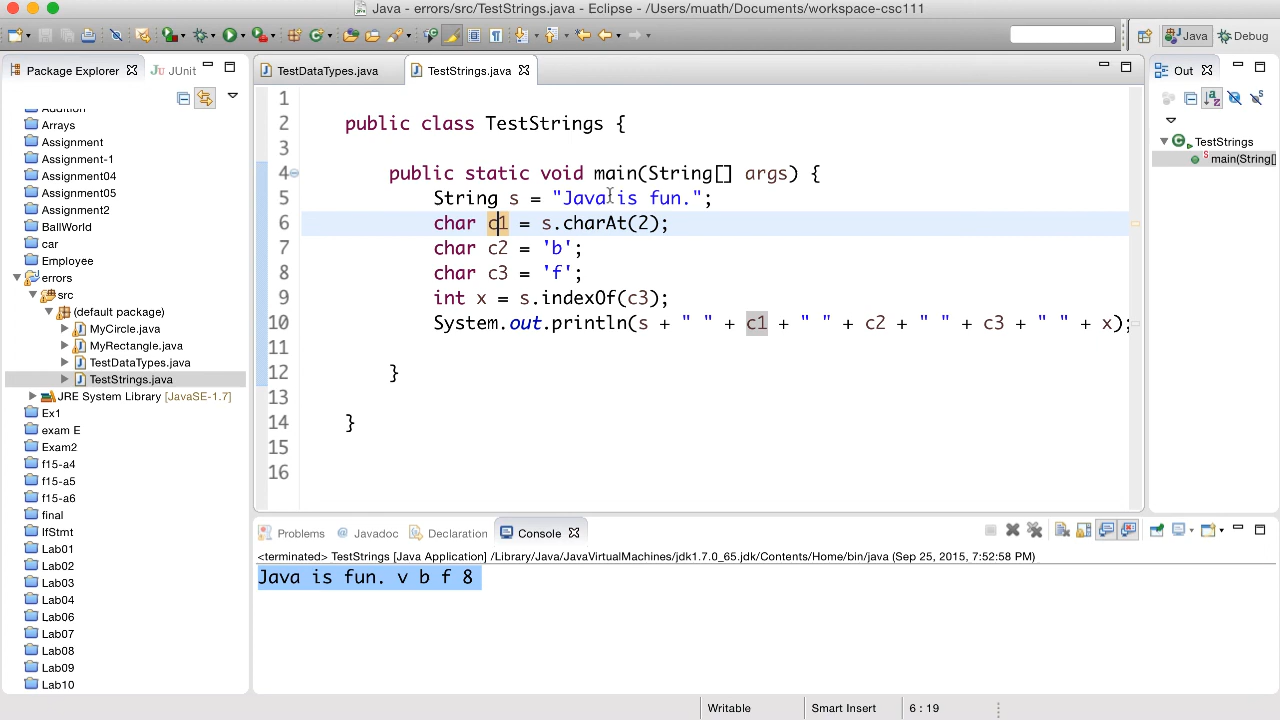 Java - errors/src/TestStrings.java - Eclipse - /Users/muath/Documents/workspace-csc111
Java Debug
Package Explorer JUnit
TestDataTypes.java TestStrings.java
Out
Addition
Arrays
Assignment
Assignment-1
Assignment04
Assignment05
Assignment2
BallWorld
car
Employee
errors
src
(default package)
MyCircle.java
MyRectangle.java
TestDataTypes.java
TestStrings.java
JRE System Library [JavaSE-1.7]
Ex1
exam E
Exam2
f15-a4
f15-a5
f15-a6
final
IfStmt
Lab01
Lab02
Lab03
Lab04
Lab06
Lab07
Lab08
Lab09
Lab10
1
2 public class TestStrings {
3
4 public static void main(String[] args) {
5 String s = "Java is fun.";
6 char c1 = s.charAt(2);
7 char c2 = 'b';
8 char c3 = 'f';
9 int x = s.indexOf(c3);
10 System.out.println(s + " " + c1 + " " + c2 + " " + c3 + " " + x);
11
12 }
13
14 }
15
16
TestStrings
main(String[]
Problems Javadoc Declaration Console
<terminated> TestStrings [Java Application] /Library/Java/JavaVirtualMachines/jdk1.7.0_65.jdk/Contents/Home/bin/java (Sep 25, 2015, 7:52:58 PM)
Java is fun. v b f 8
Writable Smart Insert 6 : 19